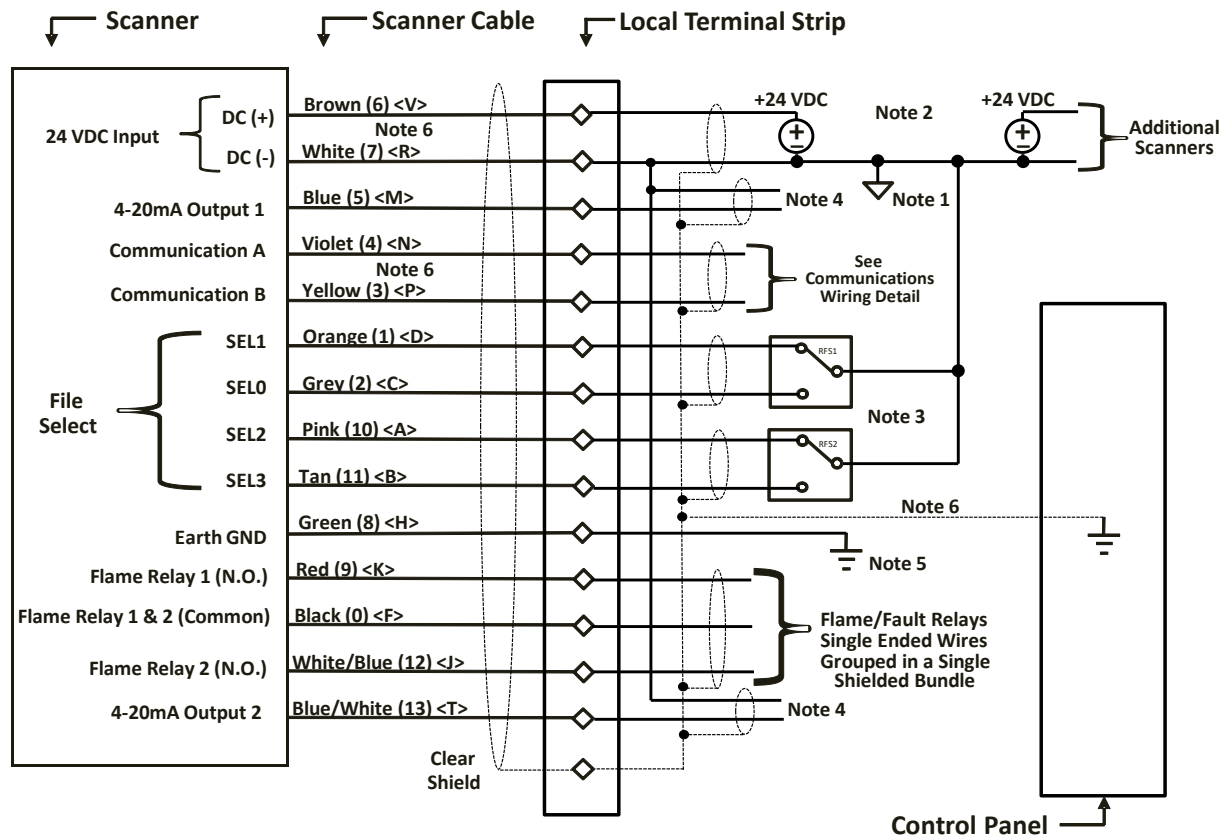 Scanner
Scanner Cable
Local Terminal Strip
24 VDC Input
DC (+)
DC (-)
Brown (6) <V>
Note 6
White (7) <R>
+24 VDC
Note 2
+24 VDC
Additional
Scanners
4-20mA Output 1
Blue (5) <M>
Note 4
Note 1
Communication A
Violet (4) <N>
Note 6
Communication B
Yellow (3) <P>
See
Communications
Wiring Detail
File
Select
SEL1
Orange (1) <D>
RFS1
SEL0
Grey (2) <C>
Note 3
SEL2
Pink (10) <A>
RFS2
SEL3
Tan (11) <B>
Note 6
Earth GND
Green (8) <H>
Note 5
Flame Relay 1 (N.O.)
Red (9) <K>
Flame Relay 1 & 2 (Common)
Black (0) <F>
Flame/Fault Relays
Single Ended Wires
Grouped in a Single
Shielded Bundle
Flame Relay 2 (N.O.)
White/Blue (12) <J>
4-20mA Output 2
Blue/White (13) <T>
Note 4
Clear
Shield
Control Panel